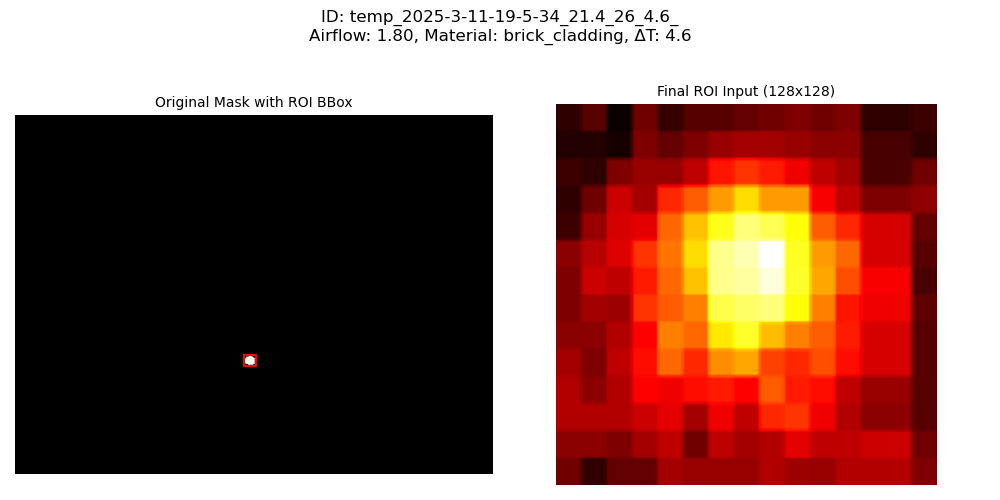 ID: temp_2025-3-11-19-5-34_21.4_26_4.6_
Airflow: 1.80, Material: brick_cladding, ΔT: 4.6
Original Mask with ROI BBox
Final ROI Input (128x128)